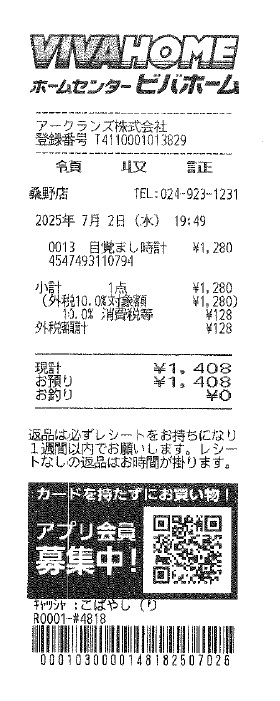 VIVAHOME
ホームセンター ビバホーム
アークランズ株式会社
登録番号 T4110001013829
領 収 証
桑野店 TEL:024-923-1231
2025年 7月 2日（水） 19:49
0013 目覚まし時計 ¥1,280
4547493110794
小計 1点 ¥1,280
（外税10.0%対象額 ¥1,280）
10.0% 消費税等 ¥128
外税額計 ¥128
現計 ¥1,408
お預り ¥1,408
お釣り ¥0
返品は必ずレシートをお持ちになり
１週間以内でお願いします。レシー
トなしの返品はお時間が掛ります。
カードを持たずにお買い物！
アプリ会員
募集中！
ｷｬｯｼｬ：こばやし（り
R0001-#4818
0001030000148182507026